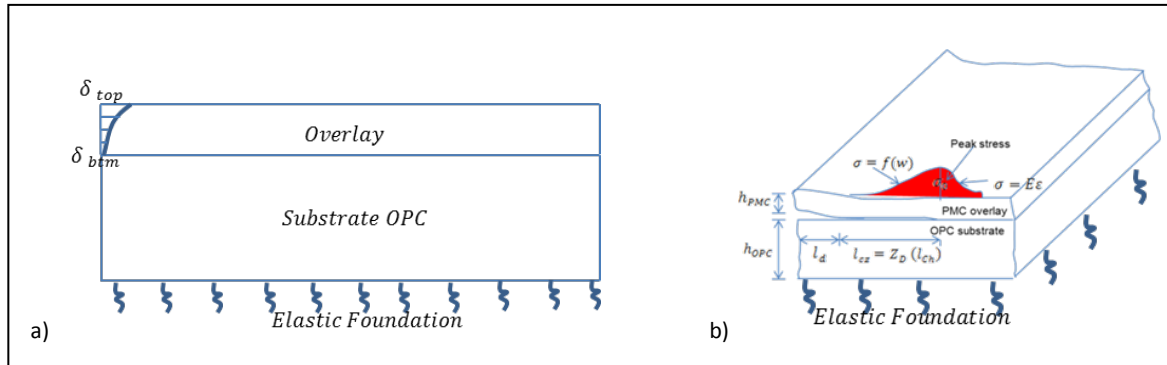 δ top
Overlay
δ btm
Substrate OPC
Elastic Foundation
a)
Peak stress
σ = f(w)
σ = Eε
h_PMC
PMC overlay
OPC substrate
h_OPC
l_d
l_cz = Z_D (l_Ch)
Elastic Foundation
b)